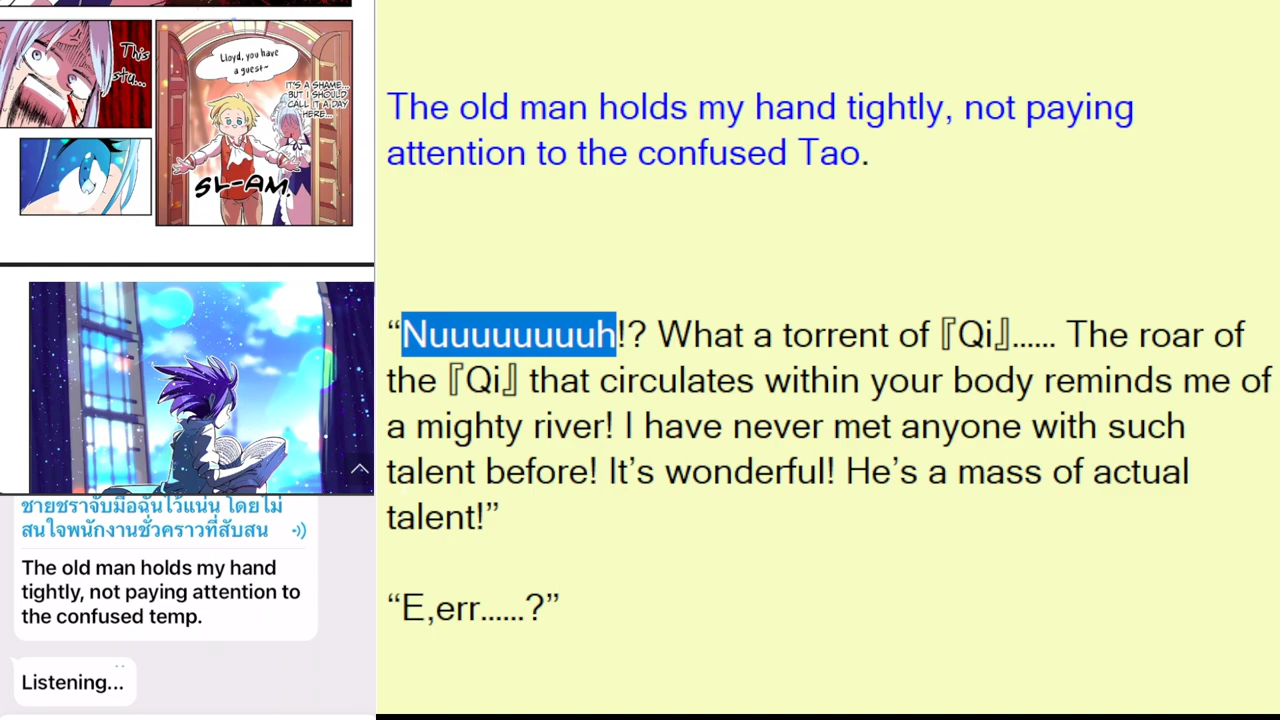 This
stu...
Lloyd, you have
a guest~
IT'S A SHAME...
BUT I SHOULD
CALL IT A DAY
HERE...
SL-AM.
ชายชราจับมือฉันไว้แน่น โดยไม่
สนใจพนักงานชั่วคราวที่สับสน
The old man holds my hand
tightly, not paying attention to
the confused temp.
Listening...
The old man holds my hand tightly, not paying
attention to the confused Tao.
“Nuuuuuuuuh!? What a torrent of『Qi』...... The roar of
the『Qi』that circulates within your body reminds me of
a mighty river! I have never met anyone with such
talent before! It’s wonderful! He’s a mass of actual
talent!”
“E,err......?”